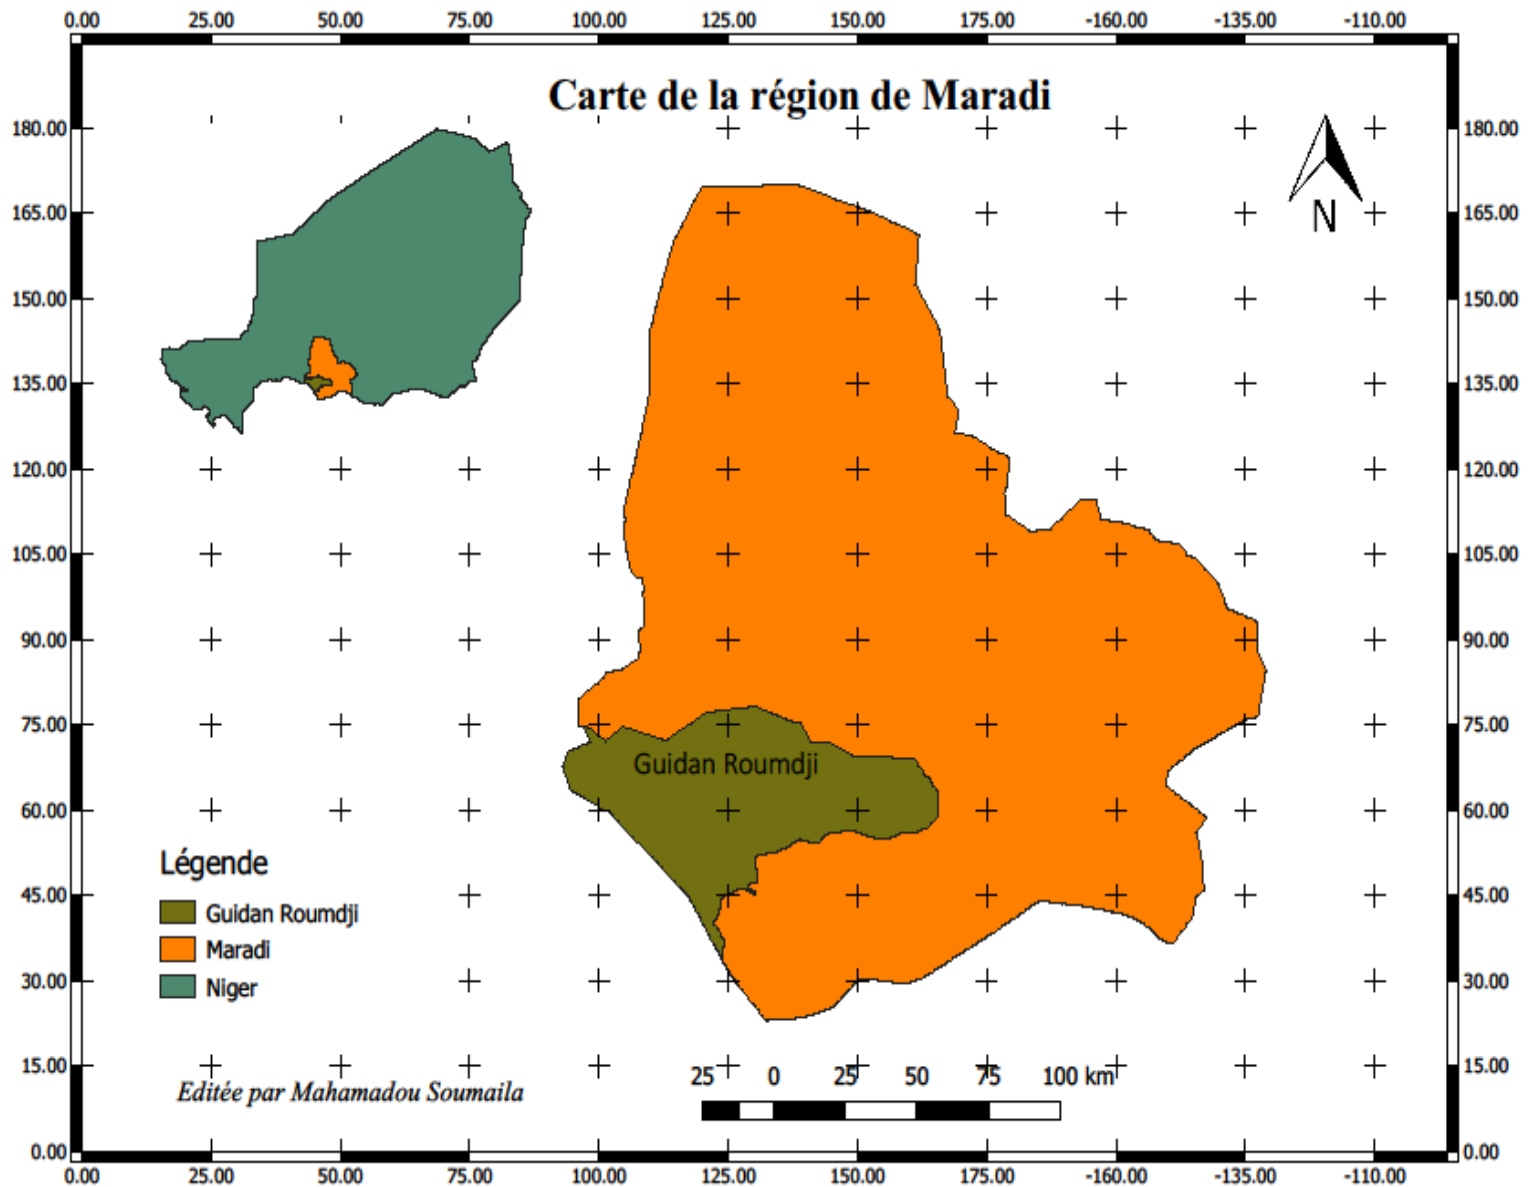 0.00 25.00 50.00 75.00 100.00 125.00 150.00 175.00 -160.00 -135.00 -110.00
Carte de la région de Maradi
180.00 180.00
165.00 165.00
N
150.00 150.00
135.00 135.00
120.00 120.00
105.00 105.00
90.00 90.00
75.00 75.00
Guidan Roumdji
60.00 60.00
Légende
45.00 45.00
Guidan Roumdji
Maradi
30.00 30.00
Niger
15.00 15.00
25 0 25 50 75 100 km
Editée par Mahamadou Soumaila
0.00 0.00
0.00 25.00 50.00 75.00 100.00 125.00 150.00 175.00 -160.00 -135.00 -110.00